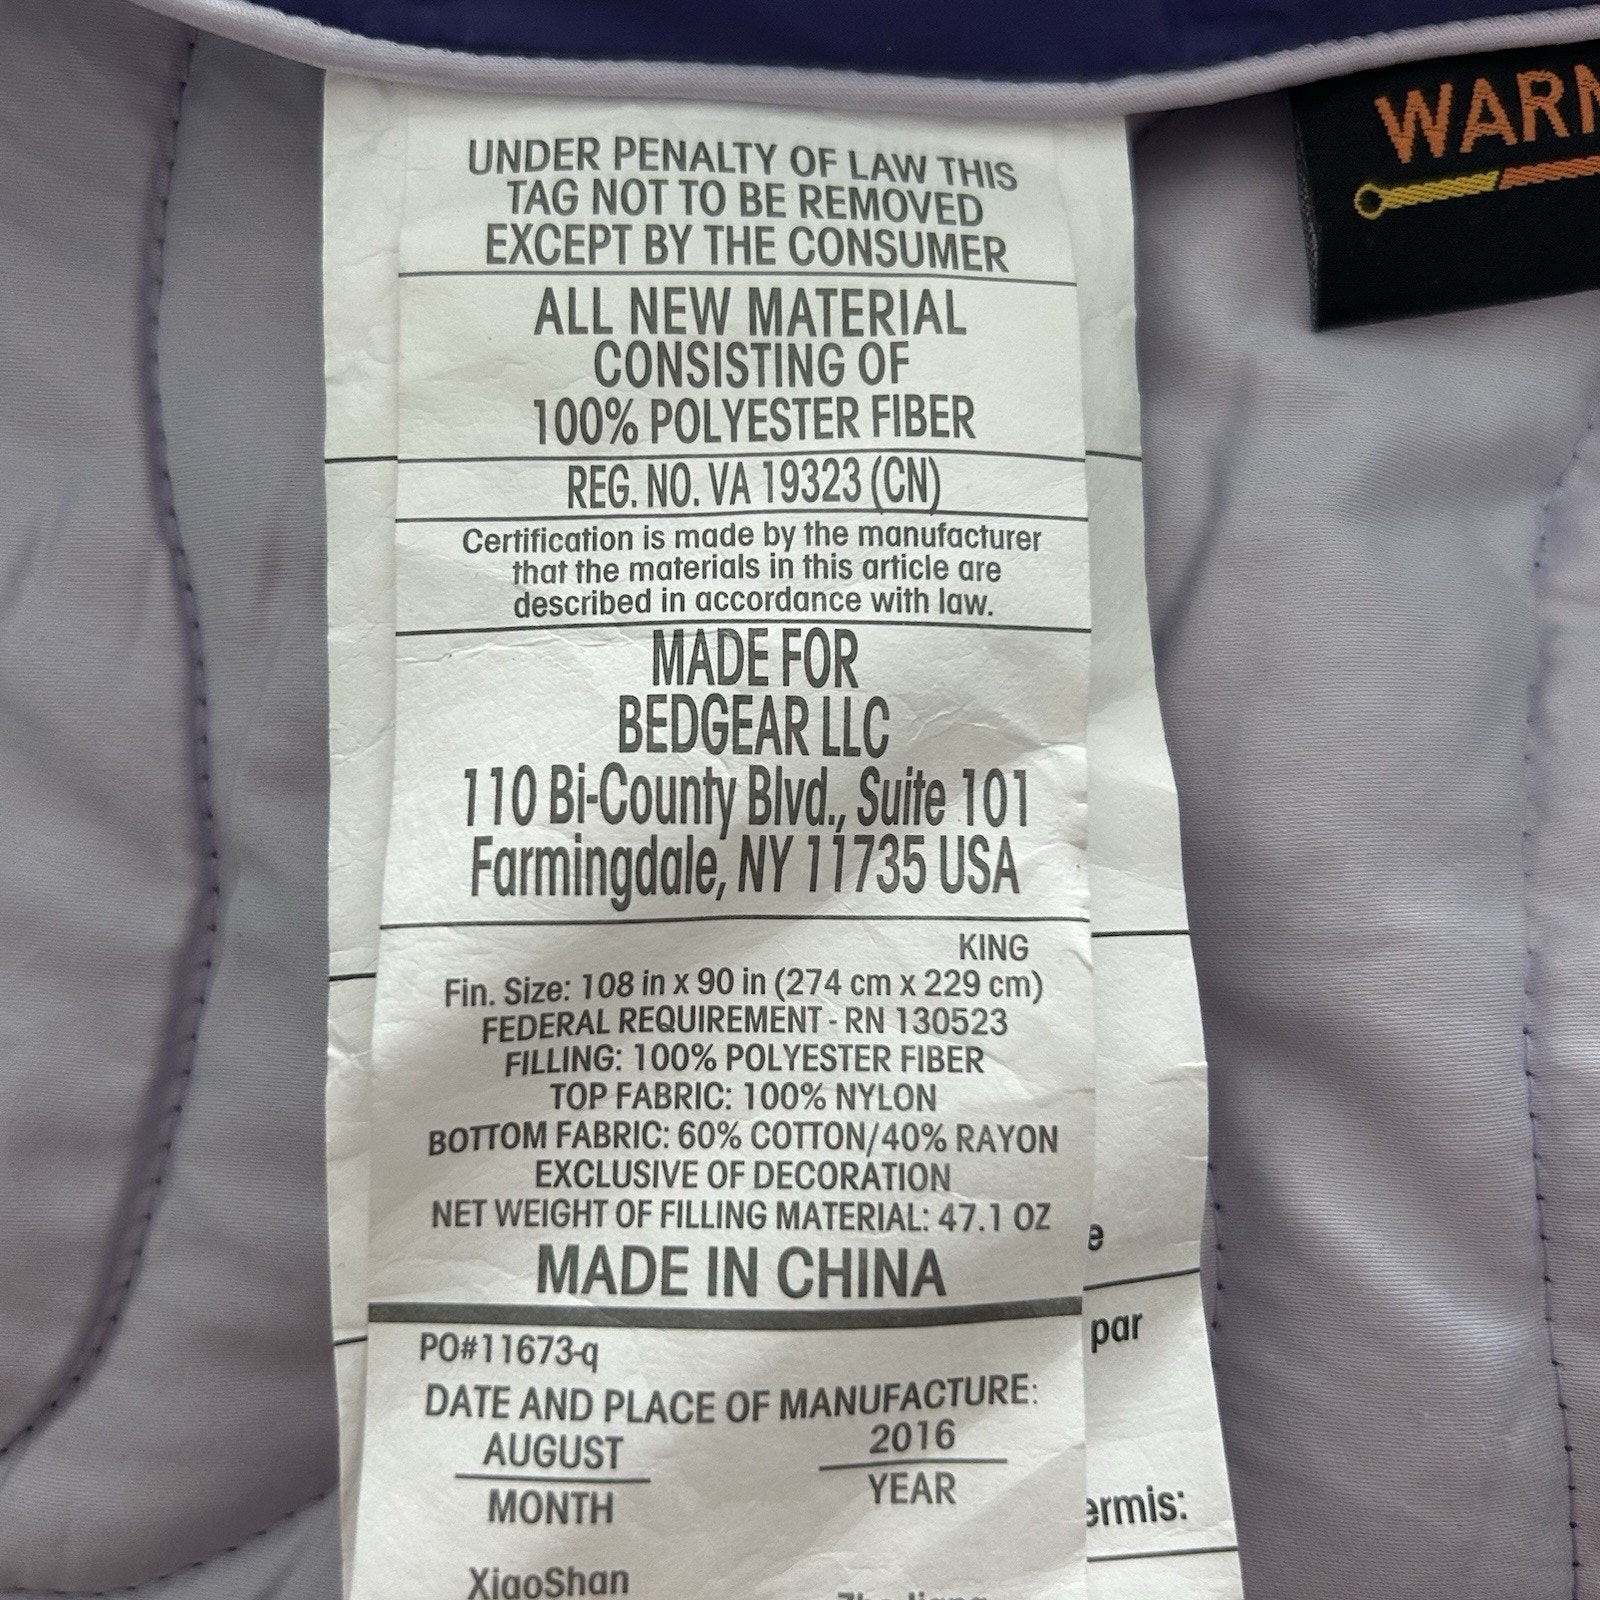 UNDER PENALTY OF LAW THIS
TAG NOT TO BE REMOVED
EXCEPT BY THE CONSUMER
ALL NEW MATERIAL
CONSISTING OF
100% POLYESTER FIBER
REG. NO. VA 19323 (CN)
Certification is made by the manufacturer
that the materials in this article are
described in accordance with law.
MADE FOR
BEDGEAR LLC
110 Bi-County Blvd., Suite 101
Farmingdale, NY 11735 USA
KING
Fin. Size: 108 in x 90 in (274 cm x 229 cm)
FEDERAL REQUIREMENT - RN 130523
FILLING: 100% POLYESTER FIBER
TOP FABRIC: 100% NYLON
BOTTOM FABRIC: 60% COTTON/40% RAYON
EXCLUSIVE OF DECORATION
NET WEIGHT OF FILLING MATERIAL: 47.1 OZ
MADE IN CHINA
PO#11673-q
DATE AND PLACE OF MANUFACTURE:
AUGUST 2016
MONTH YEAR
XiaoShan
WARN
e
par
ermis: